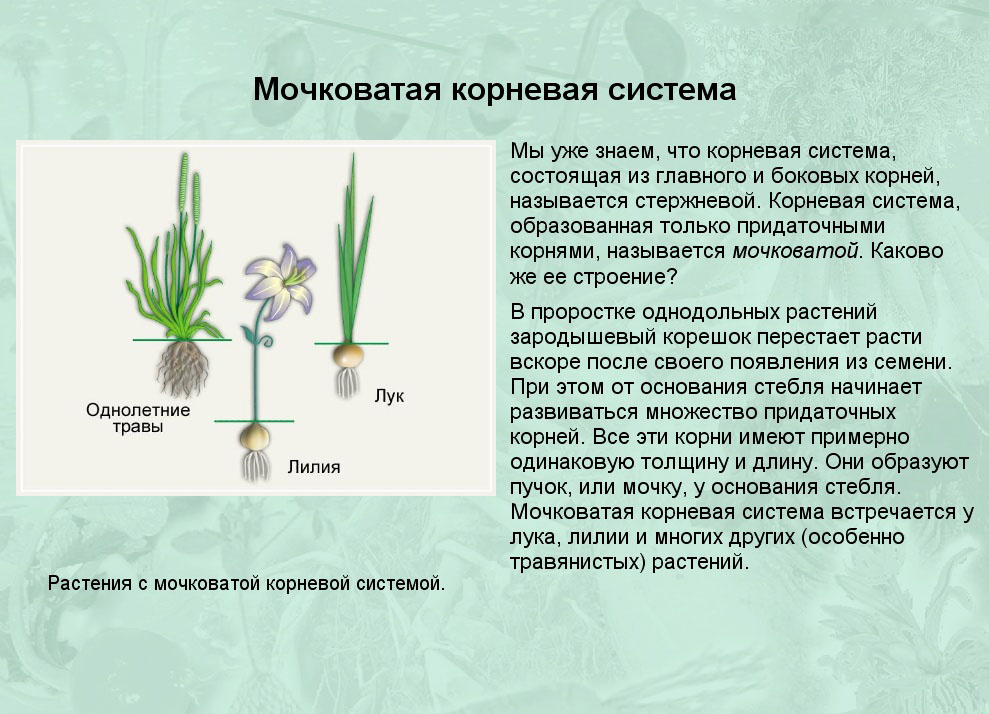 Мочковатая корневая система
Мы уже знаем, что корневая система,
состоящая из главного и боковых корней,
называется стержневой. Корневая система,
образованная только придаточными
корнями, называется мочковатой. Каково
же ее строение?
В проростке однодольных растений
зародышевый корешок перестает расти
вскоре после своего появления из семени.
При этом от основания стебля начинает
развиваться множество придаточных
корней. Все эти корни имеют примерно
одинаковую толщину и длину. Они образуют
пучок, или мочку, у основания стебля.
Мочковатая корневая система встречается у
лука, лилии и многих других (особенно
травянистых) растений.
Однолетние
травы
Лук
Лилия
Растения с мочковатой корневой системой.